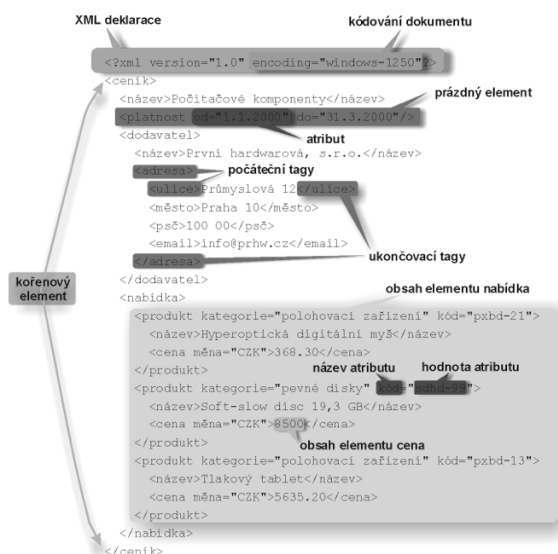 XML deklarace
kódování dokumentu
<?xml version="1.0" encoding="windows-1250"?>
<ceník>
<název>Počítačové komponenty</název>
prázdný element
<platnost od="1.1.2000" do="31.3.2000"/>
<dodavatel>
atribut
<název>První hardwarová, s.r.o.</název>
<adresa>
počáteční tagy
<ulice>Průmyslová 12</ulice>
<město>Praha 10</město>
<psč>100 00</psč>
<email>info@prhw.cz</email>
</adresa>
ukončovací tagy
</dodavatel>
kořenový
element
obsah elementu nabídka
<nabídka>
<produkt kategorie="polohovací zařízení" kód="pxbd-21">
<název>Hyperoptická digitální myš</název>
<cena měna="CZK">368.30</cena>
</produkt>
název atributu
hodnota atributu
<produkt kategorie="pevné disky" kód="sdhd-95">
<název>Soft-slow disc 19,3 GB</název>
<cena měna="CZK">8500</cena>
</produkt>
obsah elementu cena
<produkt kategorie="polohovací zařízení" kód="pxbd-13">
<název>Tlakový tablet</název>
<cena měna="CZK">5635.20</cena>
</produkt>
</nabídka>
</ceník>